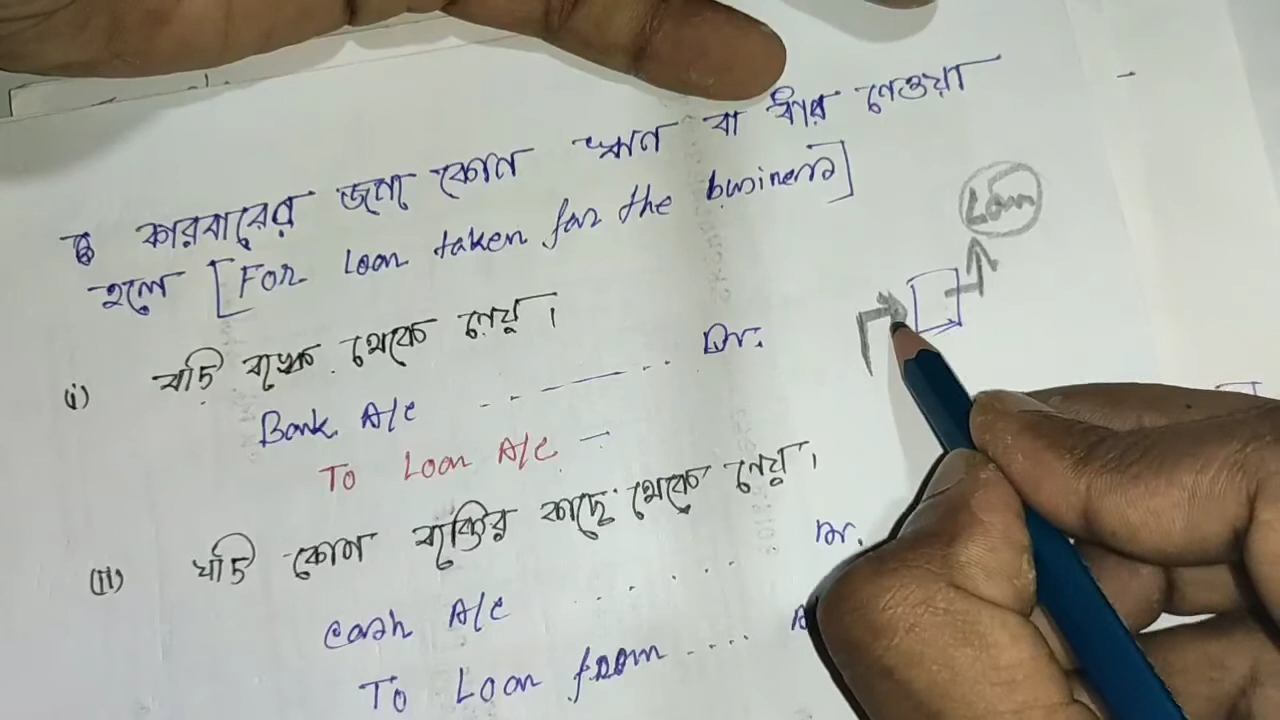 কারবারের জন্য কোন ঋণ বা ধার নেওয়া
হলে [For Loan taken for the business]
(i) যদি ব্যাঙ্ক থেকে নেয়।
Bank A/c ............ Dr.
To Loan A/c —
(ii) যদি কোন ব্যক্তির কাছে থেকে নেয়।
Cash A/c ............ Dr.
To Loan from ....
Loan